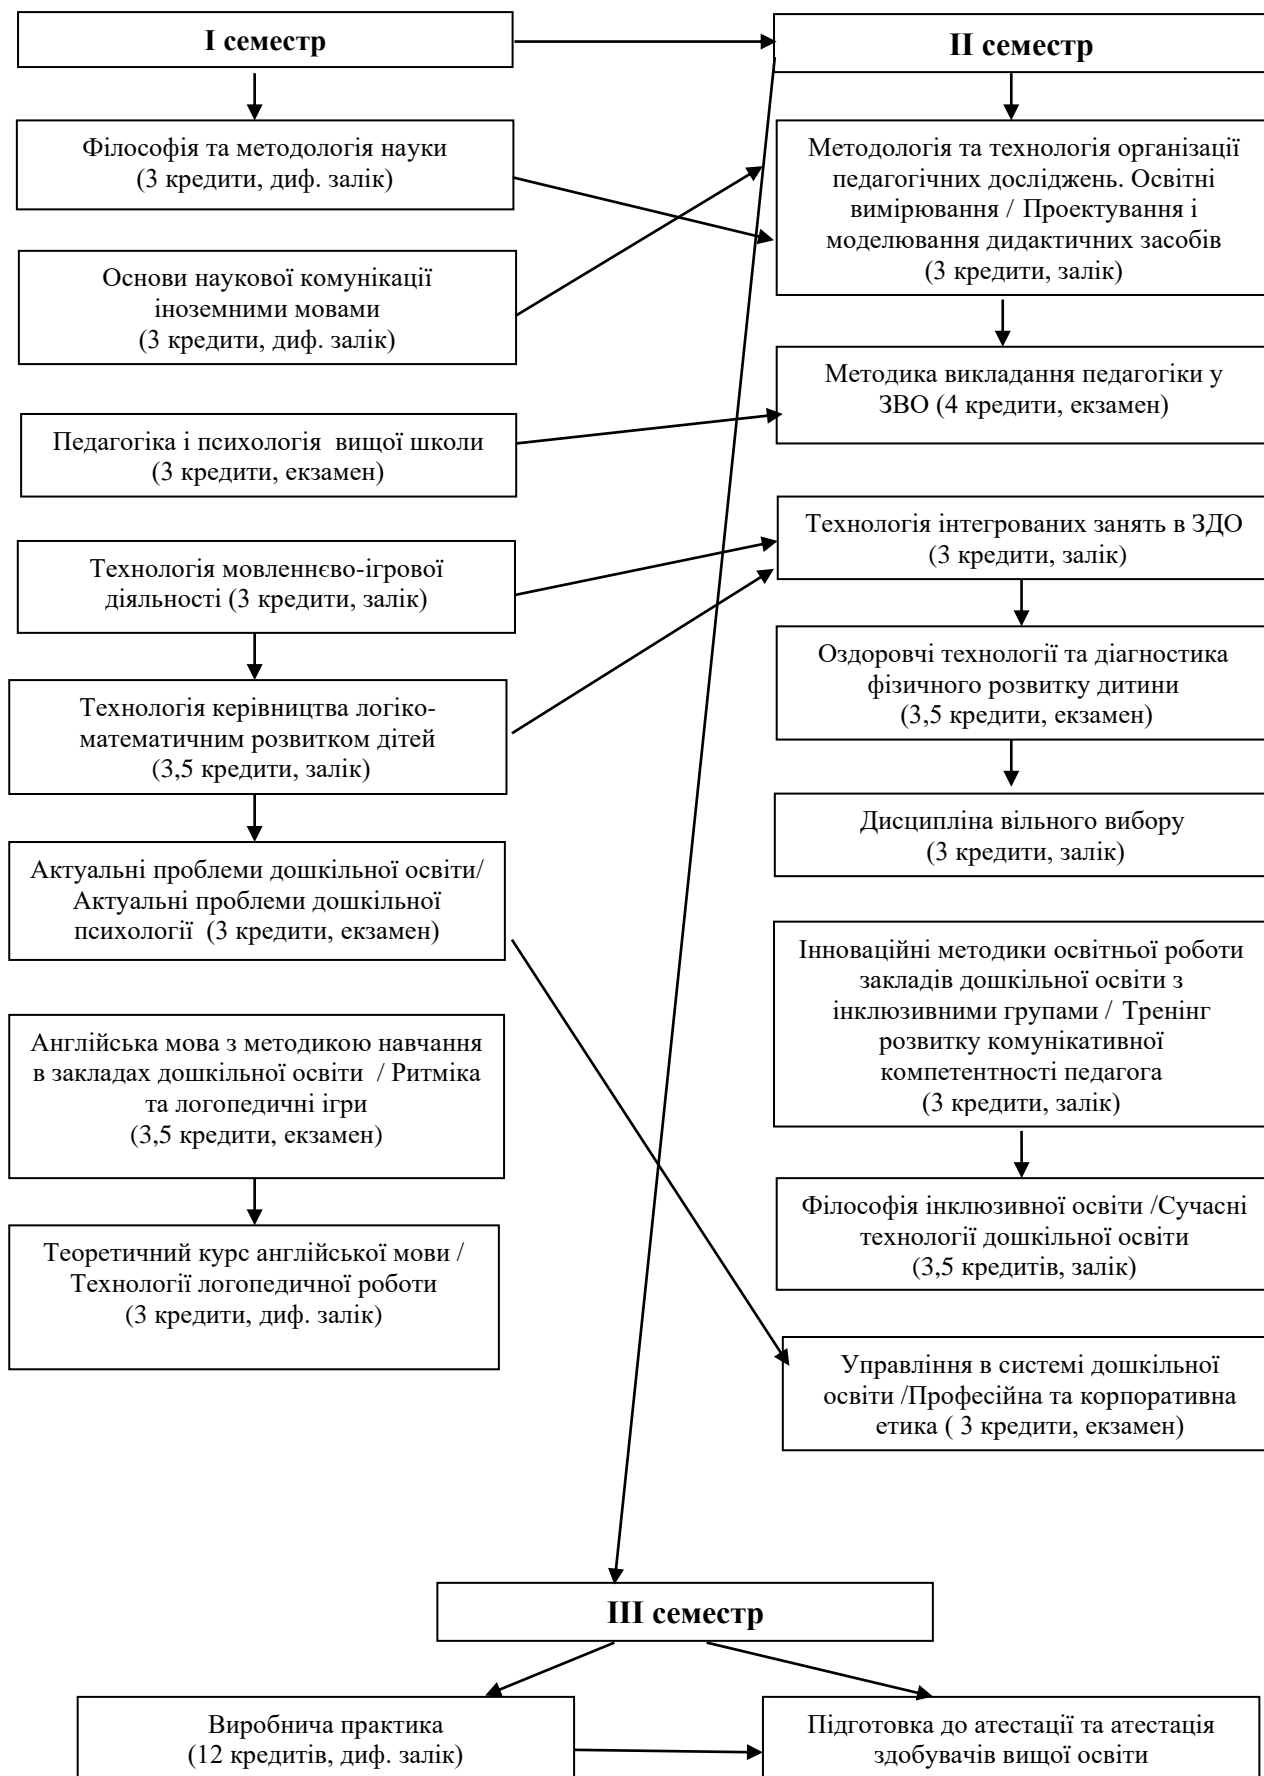 І семестр
Філософія та методологія науки
(3 кредити, диф. залік)
Основи наукової комунікації
іноземними мовами
(3 кредити, диф. залік)
Педагогіка і психологія вищої школи
(3 кредити, екзамен)
Технологія мовленнєво-ігрової
діяльності (3 кредити, залік)
Технологія керівництва логіко-
математичним розвитком дітей
(3,5 кредити, залік)
Актуальні проблеми дошкільної освіти/
Актуальні проблеми дошкільної
психології (3 кредити, екзамен)
Англійська мова з методикою навчання
в закладах дошкільної освіти / Ритміка
та логопедичні ігри
(3,5 кредити, екзамен)
Теоретичний курс англійської мови /
Технології логопедичної роботи
(3 кредити, диф. залік)
ІІ семестр
Методологія та технологія організації
педагогічних досліджень. Освітні
вимірювання / Проектування і
моделювання дидактичних засобів
(3 кредити, залік)
Методика викладання педагогіки у
ЗВО (4 кредити, екзамен)
Технологія інтегрованих занять в ЗДО
(3 кредити, залік)
Оздоровчі технології та діагностика
фізичного розвитку дитини
(3,5 кредити, екзамен)
Дисципліна вільного вибору
(3 кредити, залік)
Інноваційні методики освітньої роботи
закладів дошкільної освіти з
інклюзивними групами / Тренінг
розвитку комунікативної
компетентності педагога
(3 кредити, залік)
Філософія інклюзивної освіти /Сучасні
технології дошкільної освіти
(3,5 кредитів, залік)
Управління в системі дошкільної
освіти /Професійна та корпоративна
етика ( 3 кредити, екзамен)
ІІІ семестр
Виробнича практика
(12 кредитів, диф. залік)
Підготовка до атестації та атестація
здобувачів вищої освіти